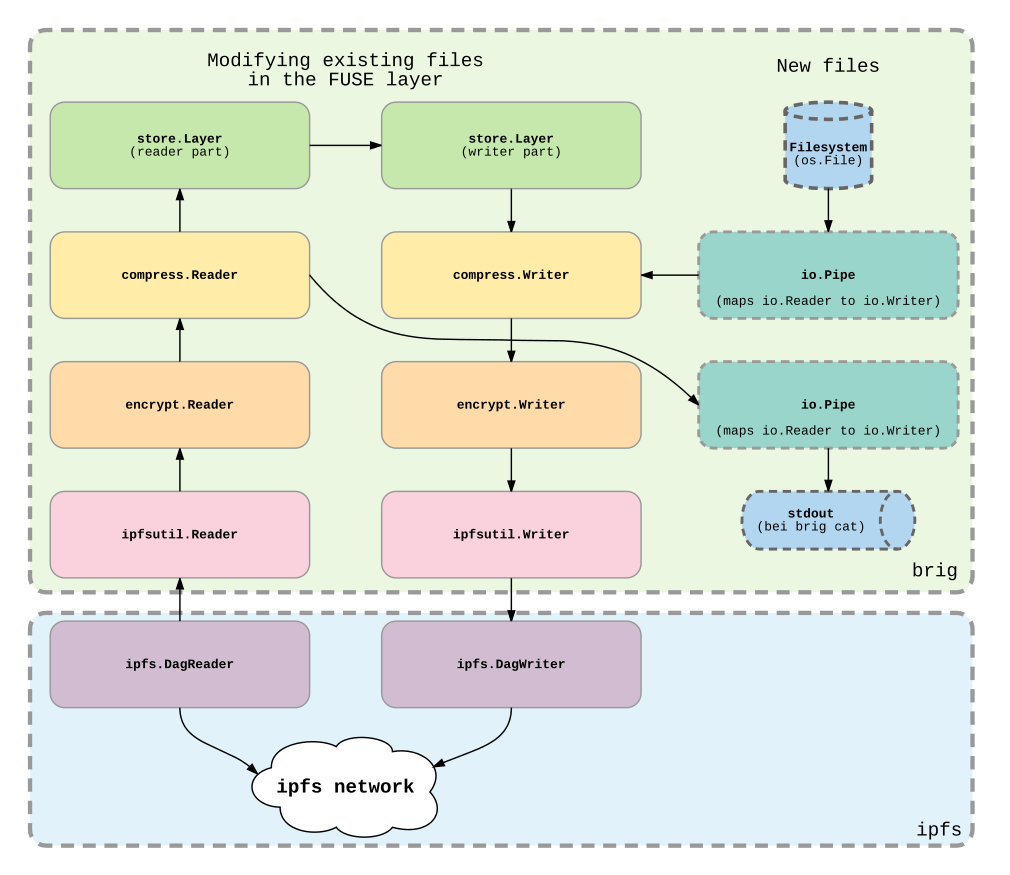 Modifying existing files
in the FUSE layer
New files
store.Layer
(reader part)
store.Layer
(writer part)
Filesystem
(os.File)
compress.Reader
compress.Writer
io.Pipe
(maps io.Reader to io.Writer)
encrypt.Reader
encrypt.Writer
io.Pipe
(maps io.Reader to io.Writer)
ipfsutil.Reader
ipfsutil.Writer
stdout
(bei brig cat)
brig
ipfs.DagReader
ipfs.DagWriter
ipfs network
ipfs